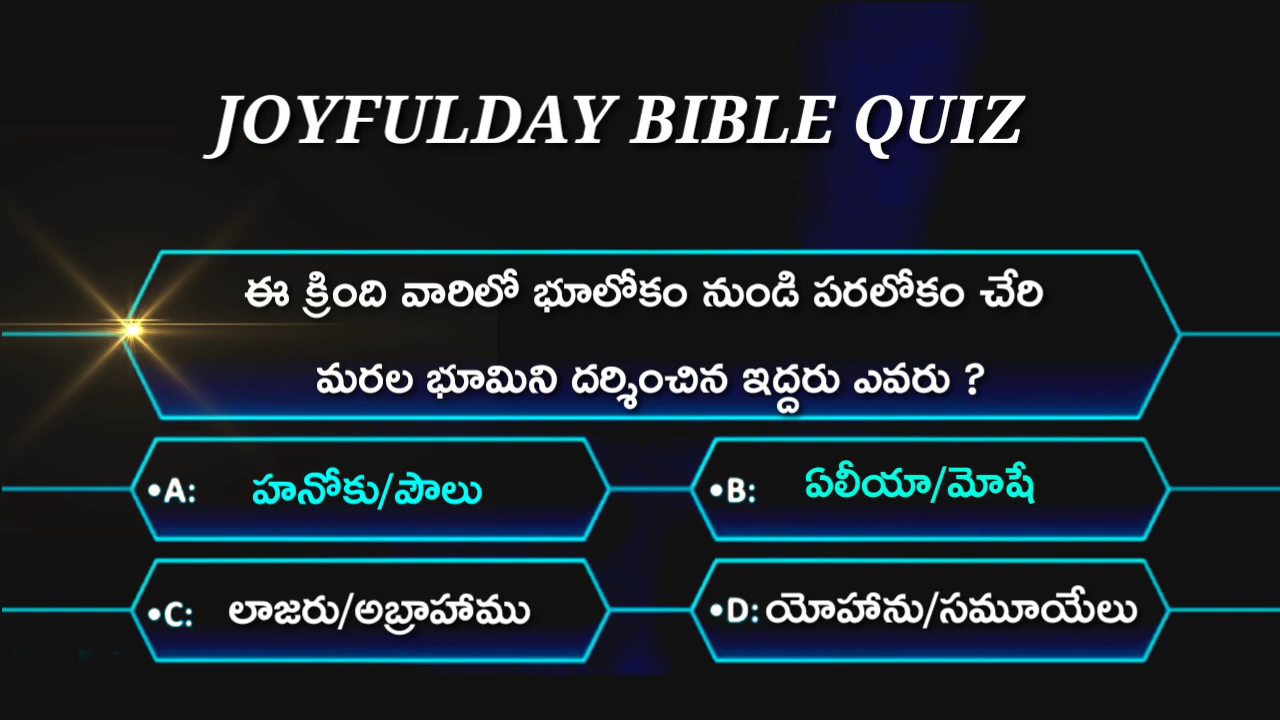 JOYFULDAY BIBLE QUIZ
ఈ క్రింది వారిలో భూలోకం నుండి పరలోకం చేరి
మరల భూమిని దర్శించిన ఇద్దరు ఎవరు ?
•A: హనోకు/పౌలు
•B: ఏలీయా/మోషే
•C: లాజరు/అబ్రాహాము
•D: యోహాను/సమూయేలు